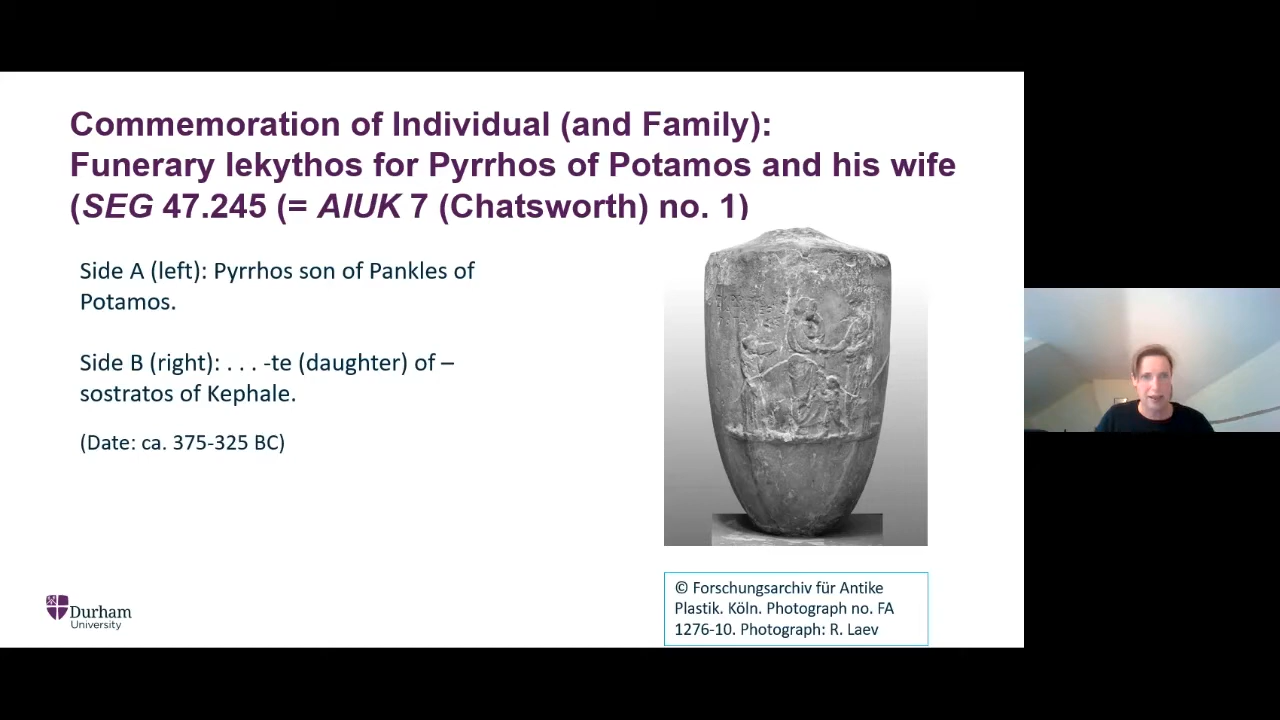 Commemoration of Individual (and Family):
Funerary lekythos for Pyrrhos of Potamos and his wife
(SEG 47.245 (= AIUK 7 (Chatsworth) no. 1)
Side A (left): Pyrrhos son of Pankles of
Potamos.
Side B (right): . . . -te (daughter) of –
sostratos of Kephale.
(Date: ca. 375-325 BC)
© Forschungsarchiv für Antike
Plastik. Köln. Photograph no. FA
1276-10. Photograph: R. Laev
Durham
University